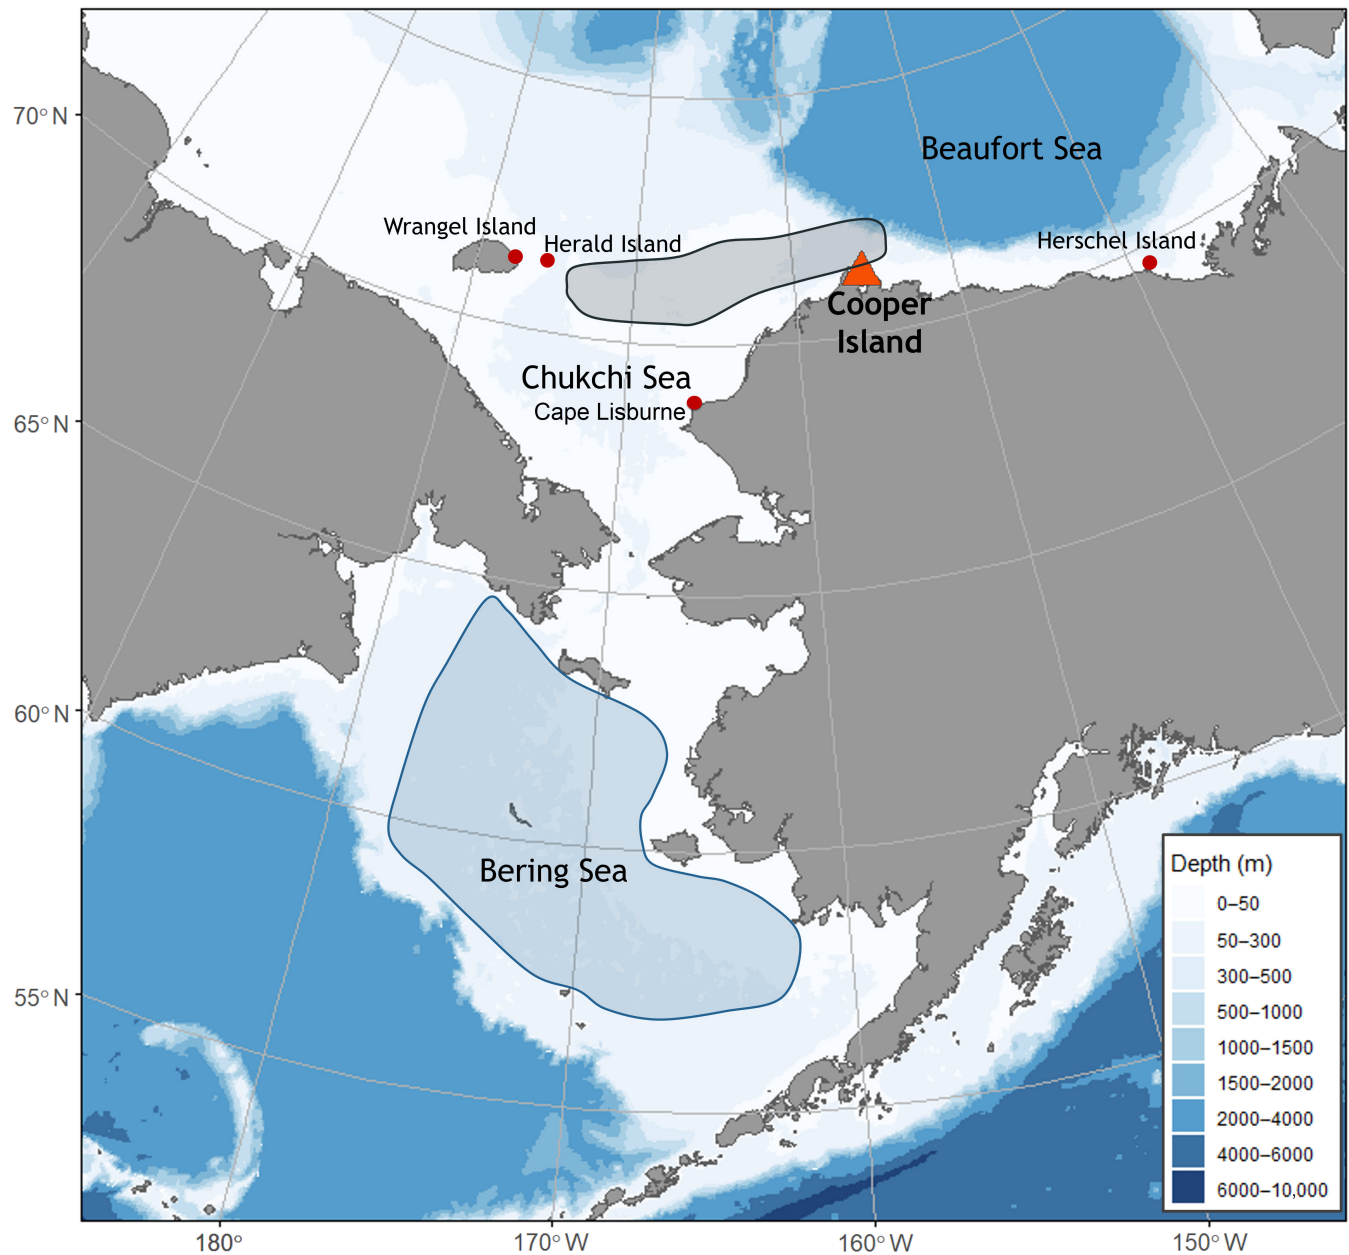 70° N
Beaufort Sea
Wrangel Island
Herald Island
Herschel Island
Cooper
Island
Chukchi Sea
Cape Lisburne
65° N
60° N
Bering Sea
55° N
Depth (m)
0–50
50–300
300–500
500–1000
1000–1500
1500–2000
2000–4000
4000–6000
6000–10,000
180°
170° W
160° W
150° W